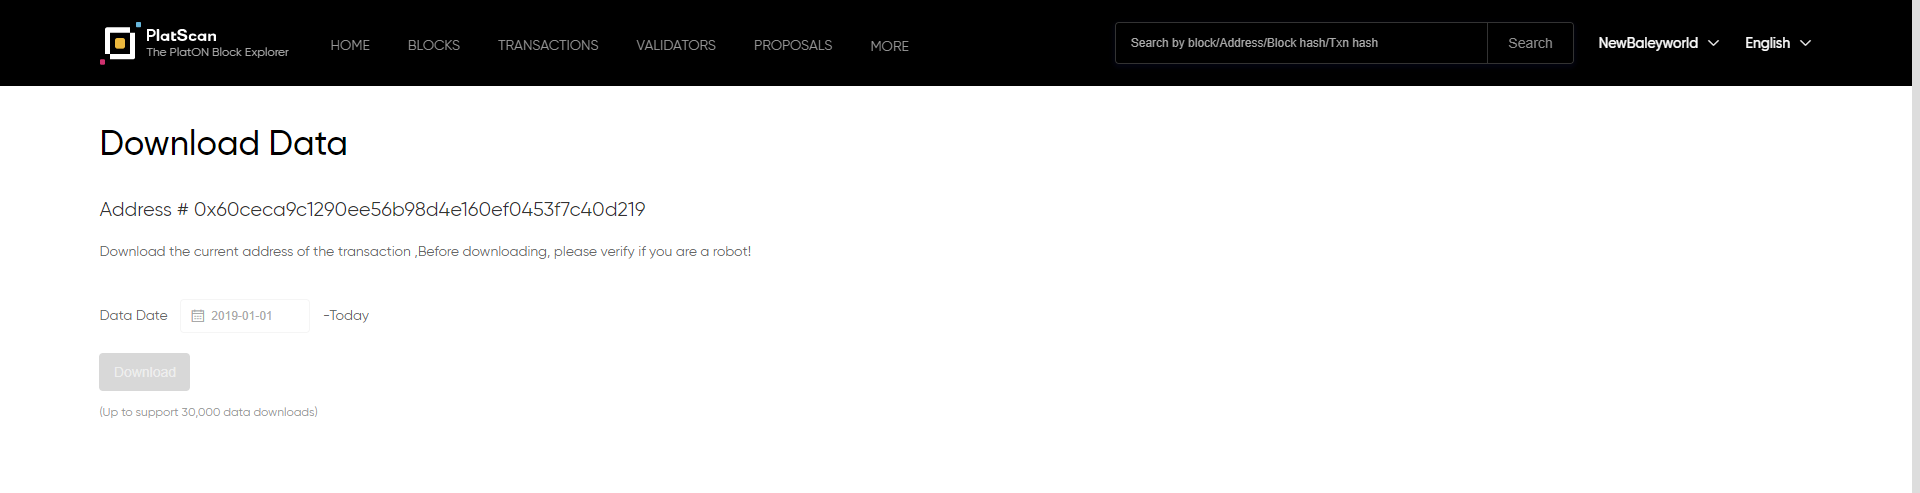 PlatScan
The PlatON Block Explorer
HOME
BLOCKS
TRANSACTIONS
VALIDATORS
PROPOSALS
MORE
Search by block/Address/Block hash/Txn hash
Search
NewBaleyworld
English
Download Data
Address # 0x60ceca9c1290ee56b98d4e160ef0453f7c40d219
Download the current address of the transaction ,Before downloading, please verify if you are a robot!
Data Date
2019-01-01
-Today
Download
(Up to support 30,000 data downloads)